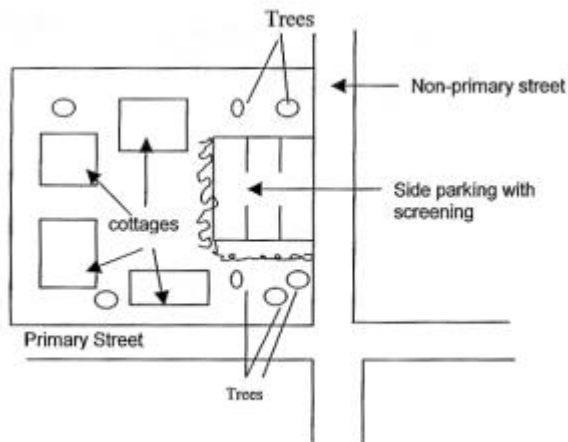 Trees
Non-primary street
Side parking with
screening
cottages
Primary Street
Trees